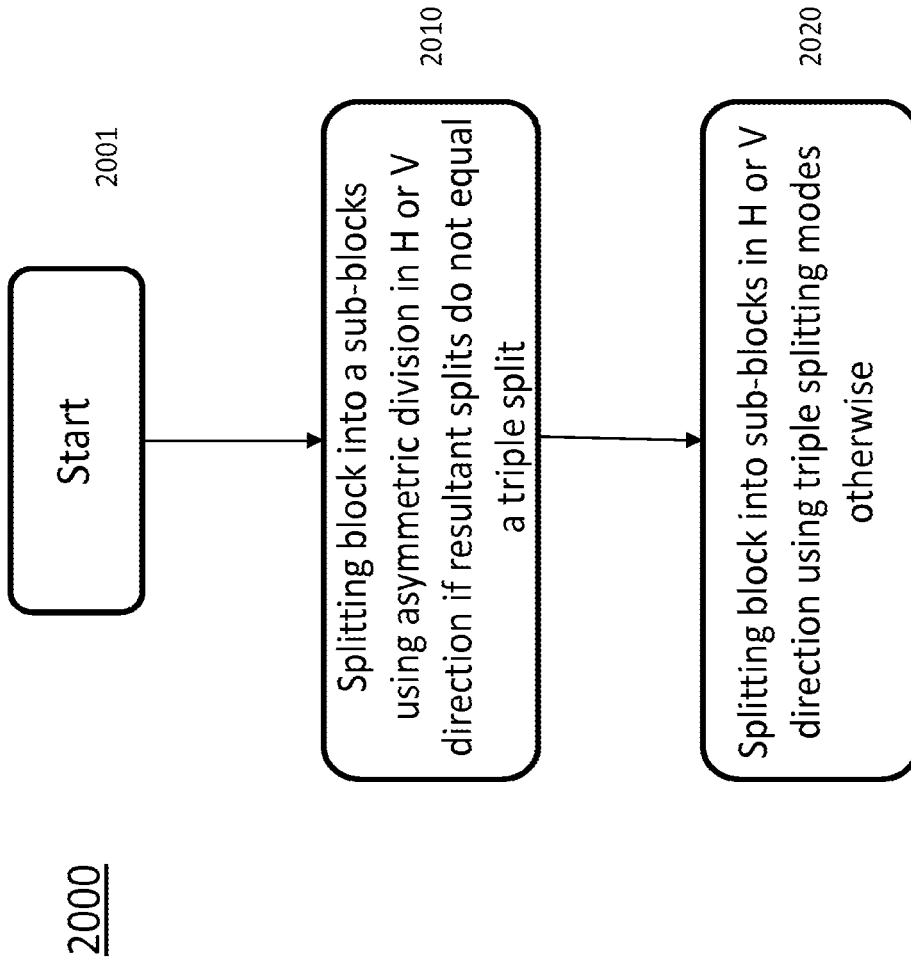 2000
Start
2001
Splitting block into a sub-blocks
using asymmetric division in H or V
direction if resultant splits do not equal
a triple split
2010
Splitting block into sub-blocks in H or V
direction using triple splitting modes
otherwise
2020